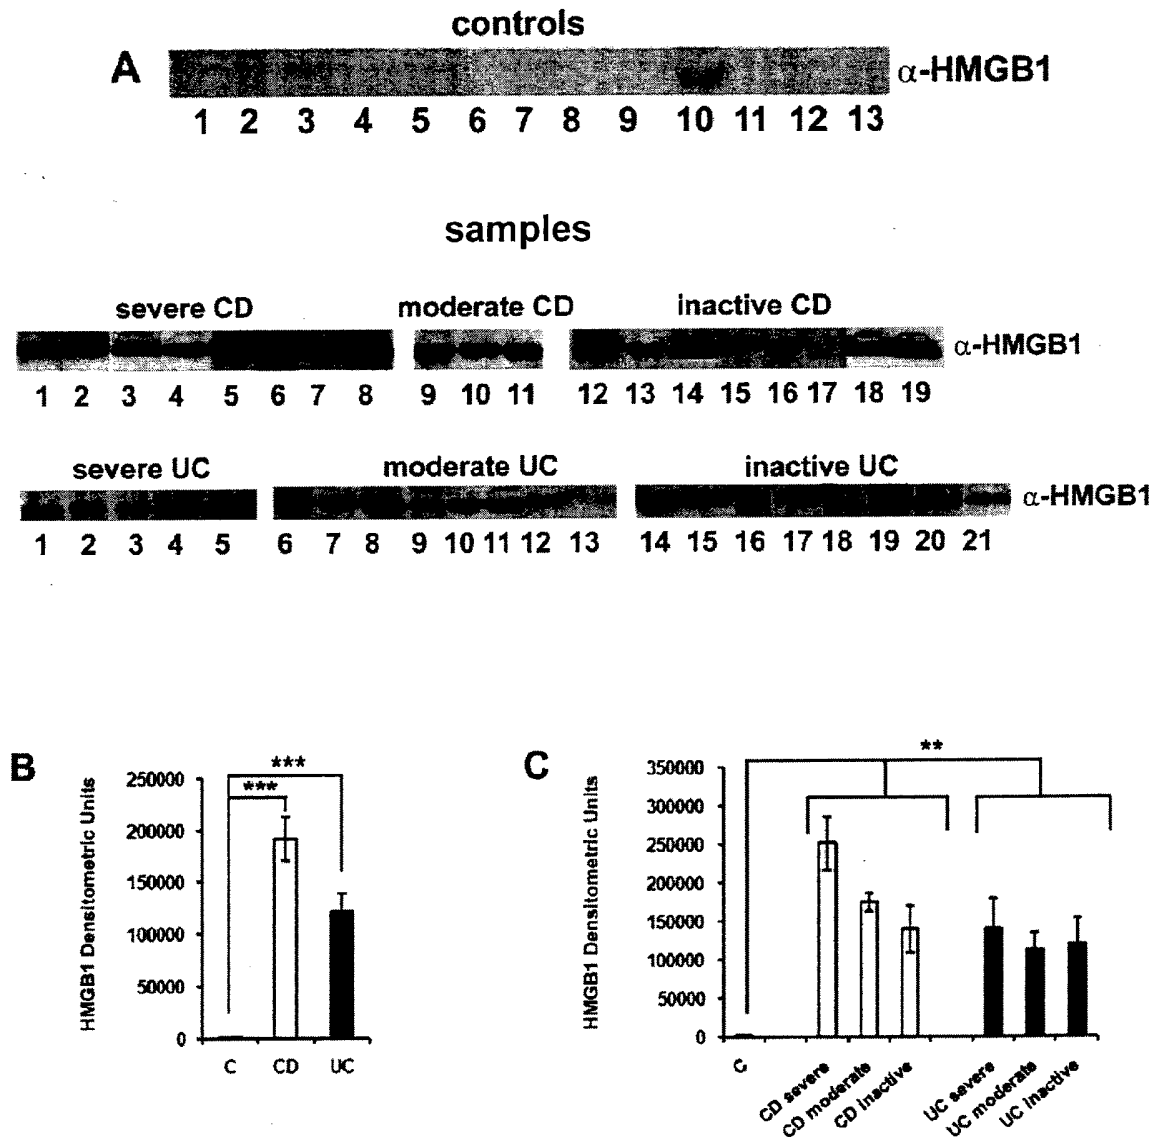 controls
A
α-HMGB1
1 2 3 4 5 6 7 8 9 10 11 12 13
samples
severe CD moderate CD inactive CD
α-HMGB1
1 2 3 4 5 6 7 8 9 10 11 12 13 14 15 16 17 18 19
severe UC moderate UC inactive UC
α-HMGB1
1 2 3 4 5 6 7 8 9 10 11 12 13 14 15 16 17 18 19 20 21
B
HMGB1 Densitometric Units
250000
200000
150000
100000
50000
0
***
***
C CD UC
C
HMGB1 Densitometric Units
350000
300000
250000
200000
150000
100000
50000
0
**
C
CD severe
CD moderate
CD inactive
UC severe
UC moderate
UC inactive